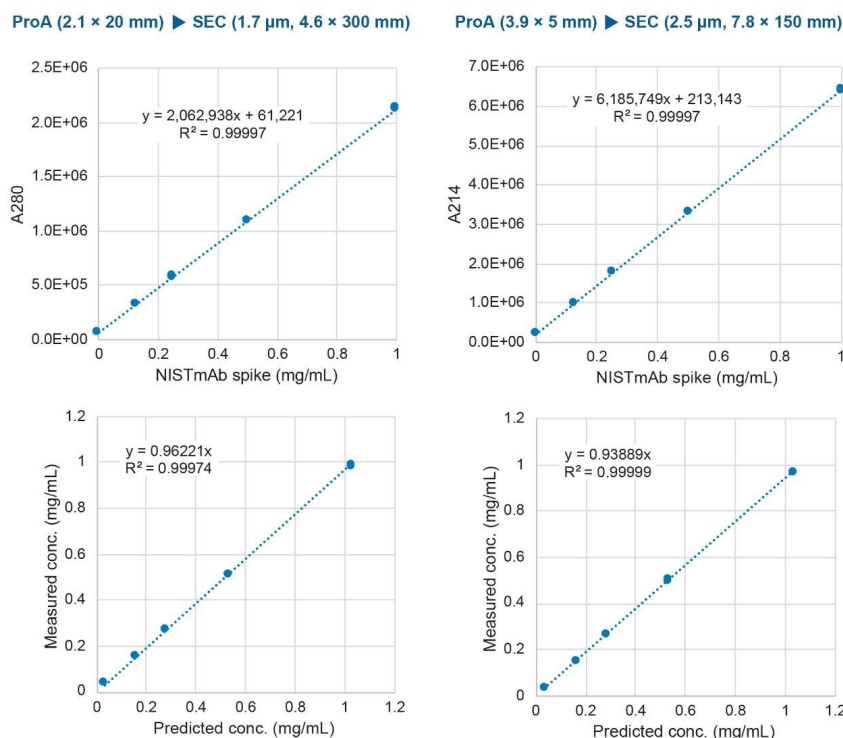 ProA (2.1 × 20 mm) ▶ SEC (1.7 µm, 4.6 × 300 mm)
2.5E+06
2.0E+06
1.5E+06
1.0E+06
5.0E+05
0.0E+00
A280
y = 2,062,938x + 61,221
R² = 0.99997
0 0.2 0.4 0.6 0.8 1
NISTmAb spike (mg/mL)
ProA (3.9 × 5 mm) ▶ SEC (2.5 µm, 7.8 × 150 mm)
7.0E+06
6.0E+06
5.0E+06
4.0E+06
3.0E+06
2.0E+06
1.0E+06
0.0E+00
A214
y = 6,185,749x + 213,143
R² = 0.99997
0 0.2 0.4 0.6 0.8 1
NISTmAb spike (mg/mL)
1.2
1
0.8
0.6
0.4
0.2
0
Measured conc. (mg/mL)
y = 0.96221x
R² = 0.99974
0 0.2 0.4 0.6 0.8 1 1.2
Predicted conc. (mg/mL)
1.2
1
0.8
0.6
0.4
0.2
0
Measured conc. (mg/mL)
y = 0.93889x
R² = 0.99999
0 0.2 0.4 0.6 0.8 1 1.2
Predicted conc. (mg/mL)